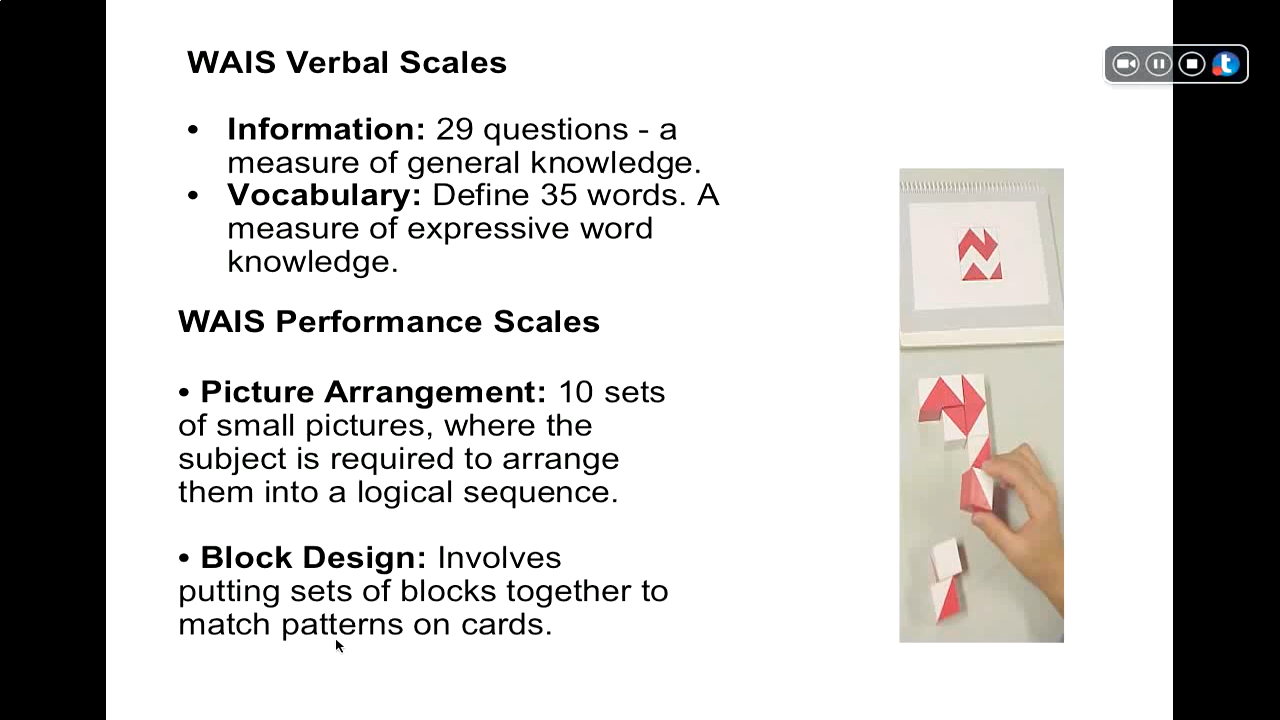 WAIS Verbal Scales
• Information: 29 questions - a
measure of general knowledge.
• Vocabulary: Define 35 words. A
measure of expressive word
knowledge.
WAIS Performance Scales
• Picture Arrangement: 10 sets
of small pictures, where the
subject is required to arrange
them into a logical sequence.
• Block Design: Involves
putting sets of blocks together to
match patterns on cards.
t